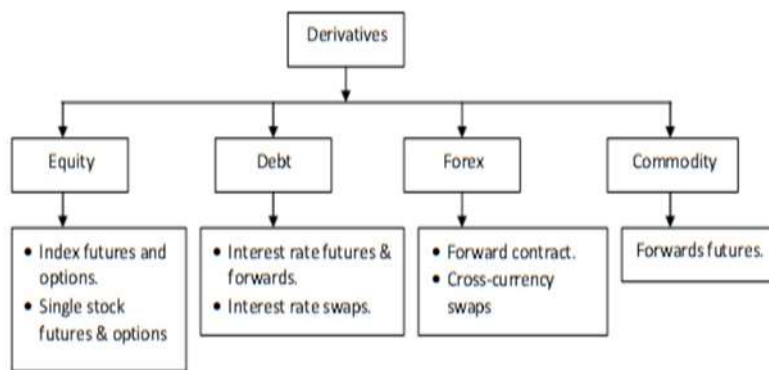 Derivatives
Equity
Debt
Forex
Commodity
• Index futures and
options.
• Single stock
futures & options
• Interest rate futures &
forwards.
• Interest rate swaps.
• Forward contract.
• Cross-currency
swaps
Forwards futures.